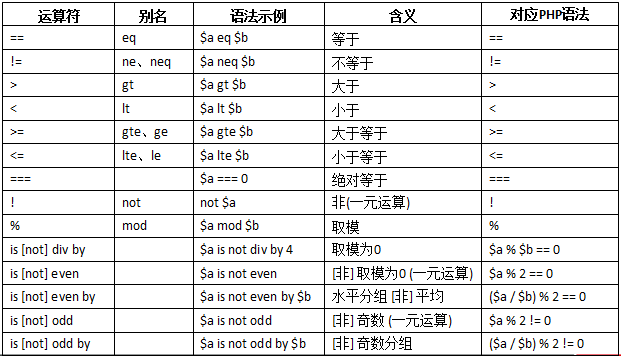 运算符 别名 语法示例 含义 对应PHP语法
== eq $a eq $b 等于 ==
!= ne、neq $a neq $b 不等于 !=
> gt $a gt $b 大于 >
< lt $a lt $b 小于 <
>= gte、ge $a gte $b 大于等于 >=
<= lte、le $a lte $b 小于等于 <=
=== $a === 0 绝对等于 ===
! not not $a 非(一元运算) !
% mod $a mod $b 取模 %
is [not] div by $a is not div by 4 取模为0 $a % $b == 0
is [not] even $a is not even [非] 取模为0 (一元运算) $a % 2 == 0
is [not] even by $a is not even by $b 水平分组 [非] 平均 ($a / $b) % 2 == 0
is [not] odd $a is not odd [非] 奇数 (一元运算) $a % 2 != 0
is [not] odd by $a is not odd by $b [非] 奇数分组 ($a / $b) % 2 != 0